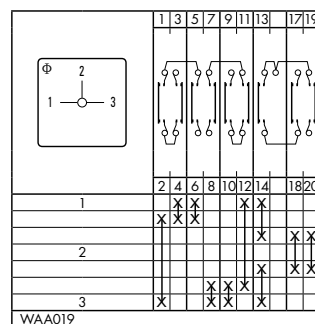 1 3 5 7 9 11 13 17 19
Φ
2
1 3
2 4 6 8 10 12 14 18 20
1 X X X X
X X X
X X X
2
X X X
X X X
3 X X X X
WAA019